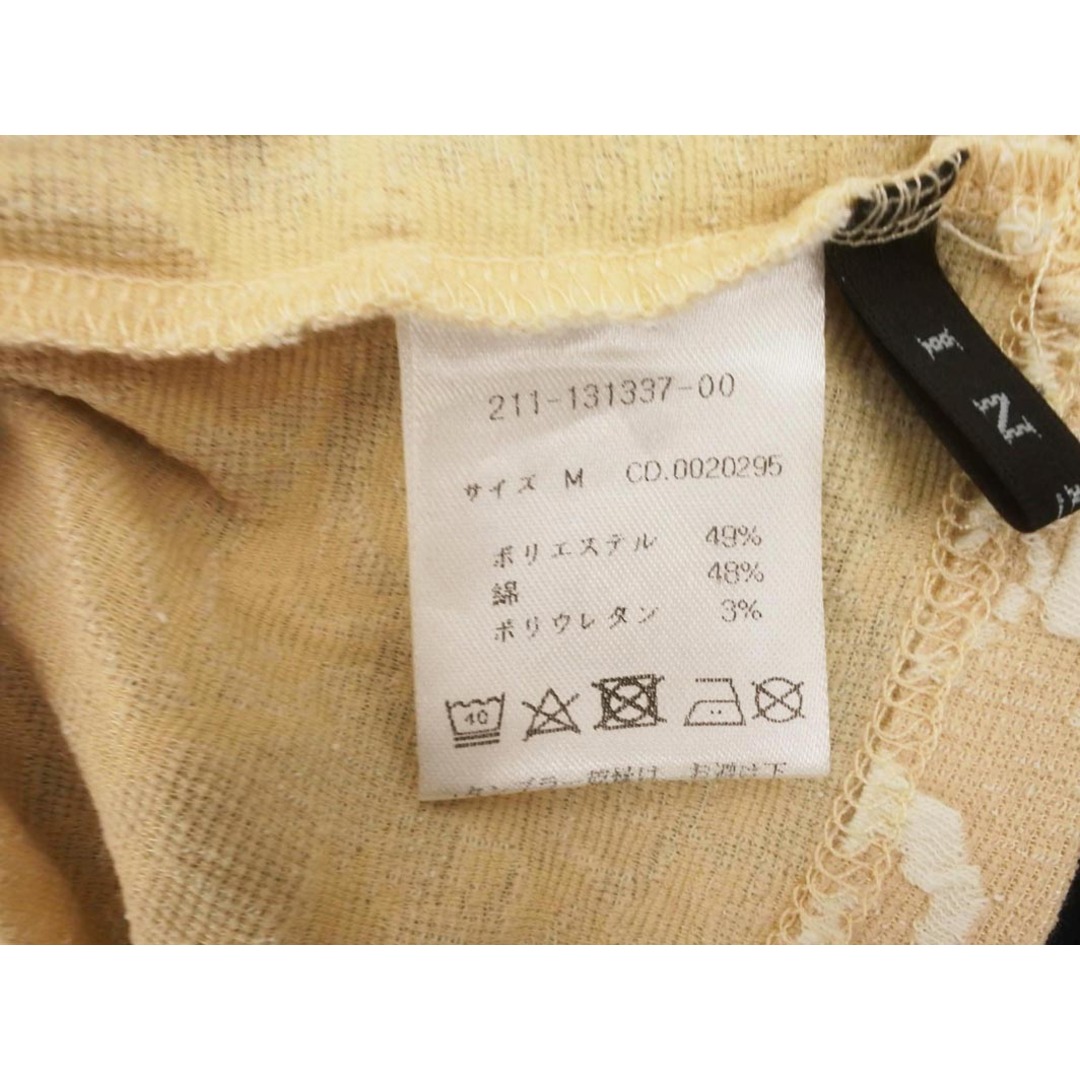 211-131337-00
サイズ M CD.0020295
ポリエステル 49%
綿 48%
ポリウレタン 3%
40